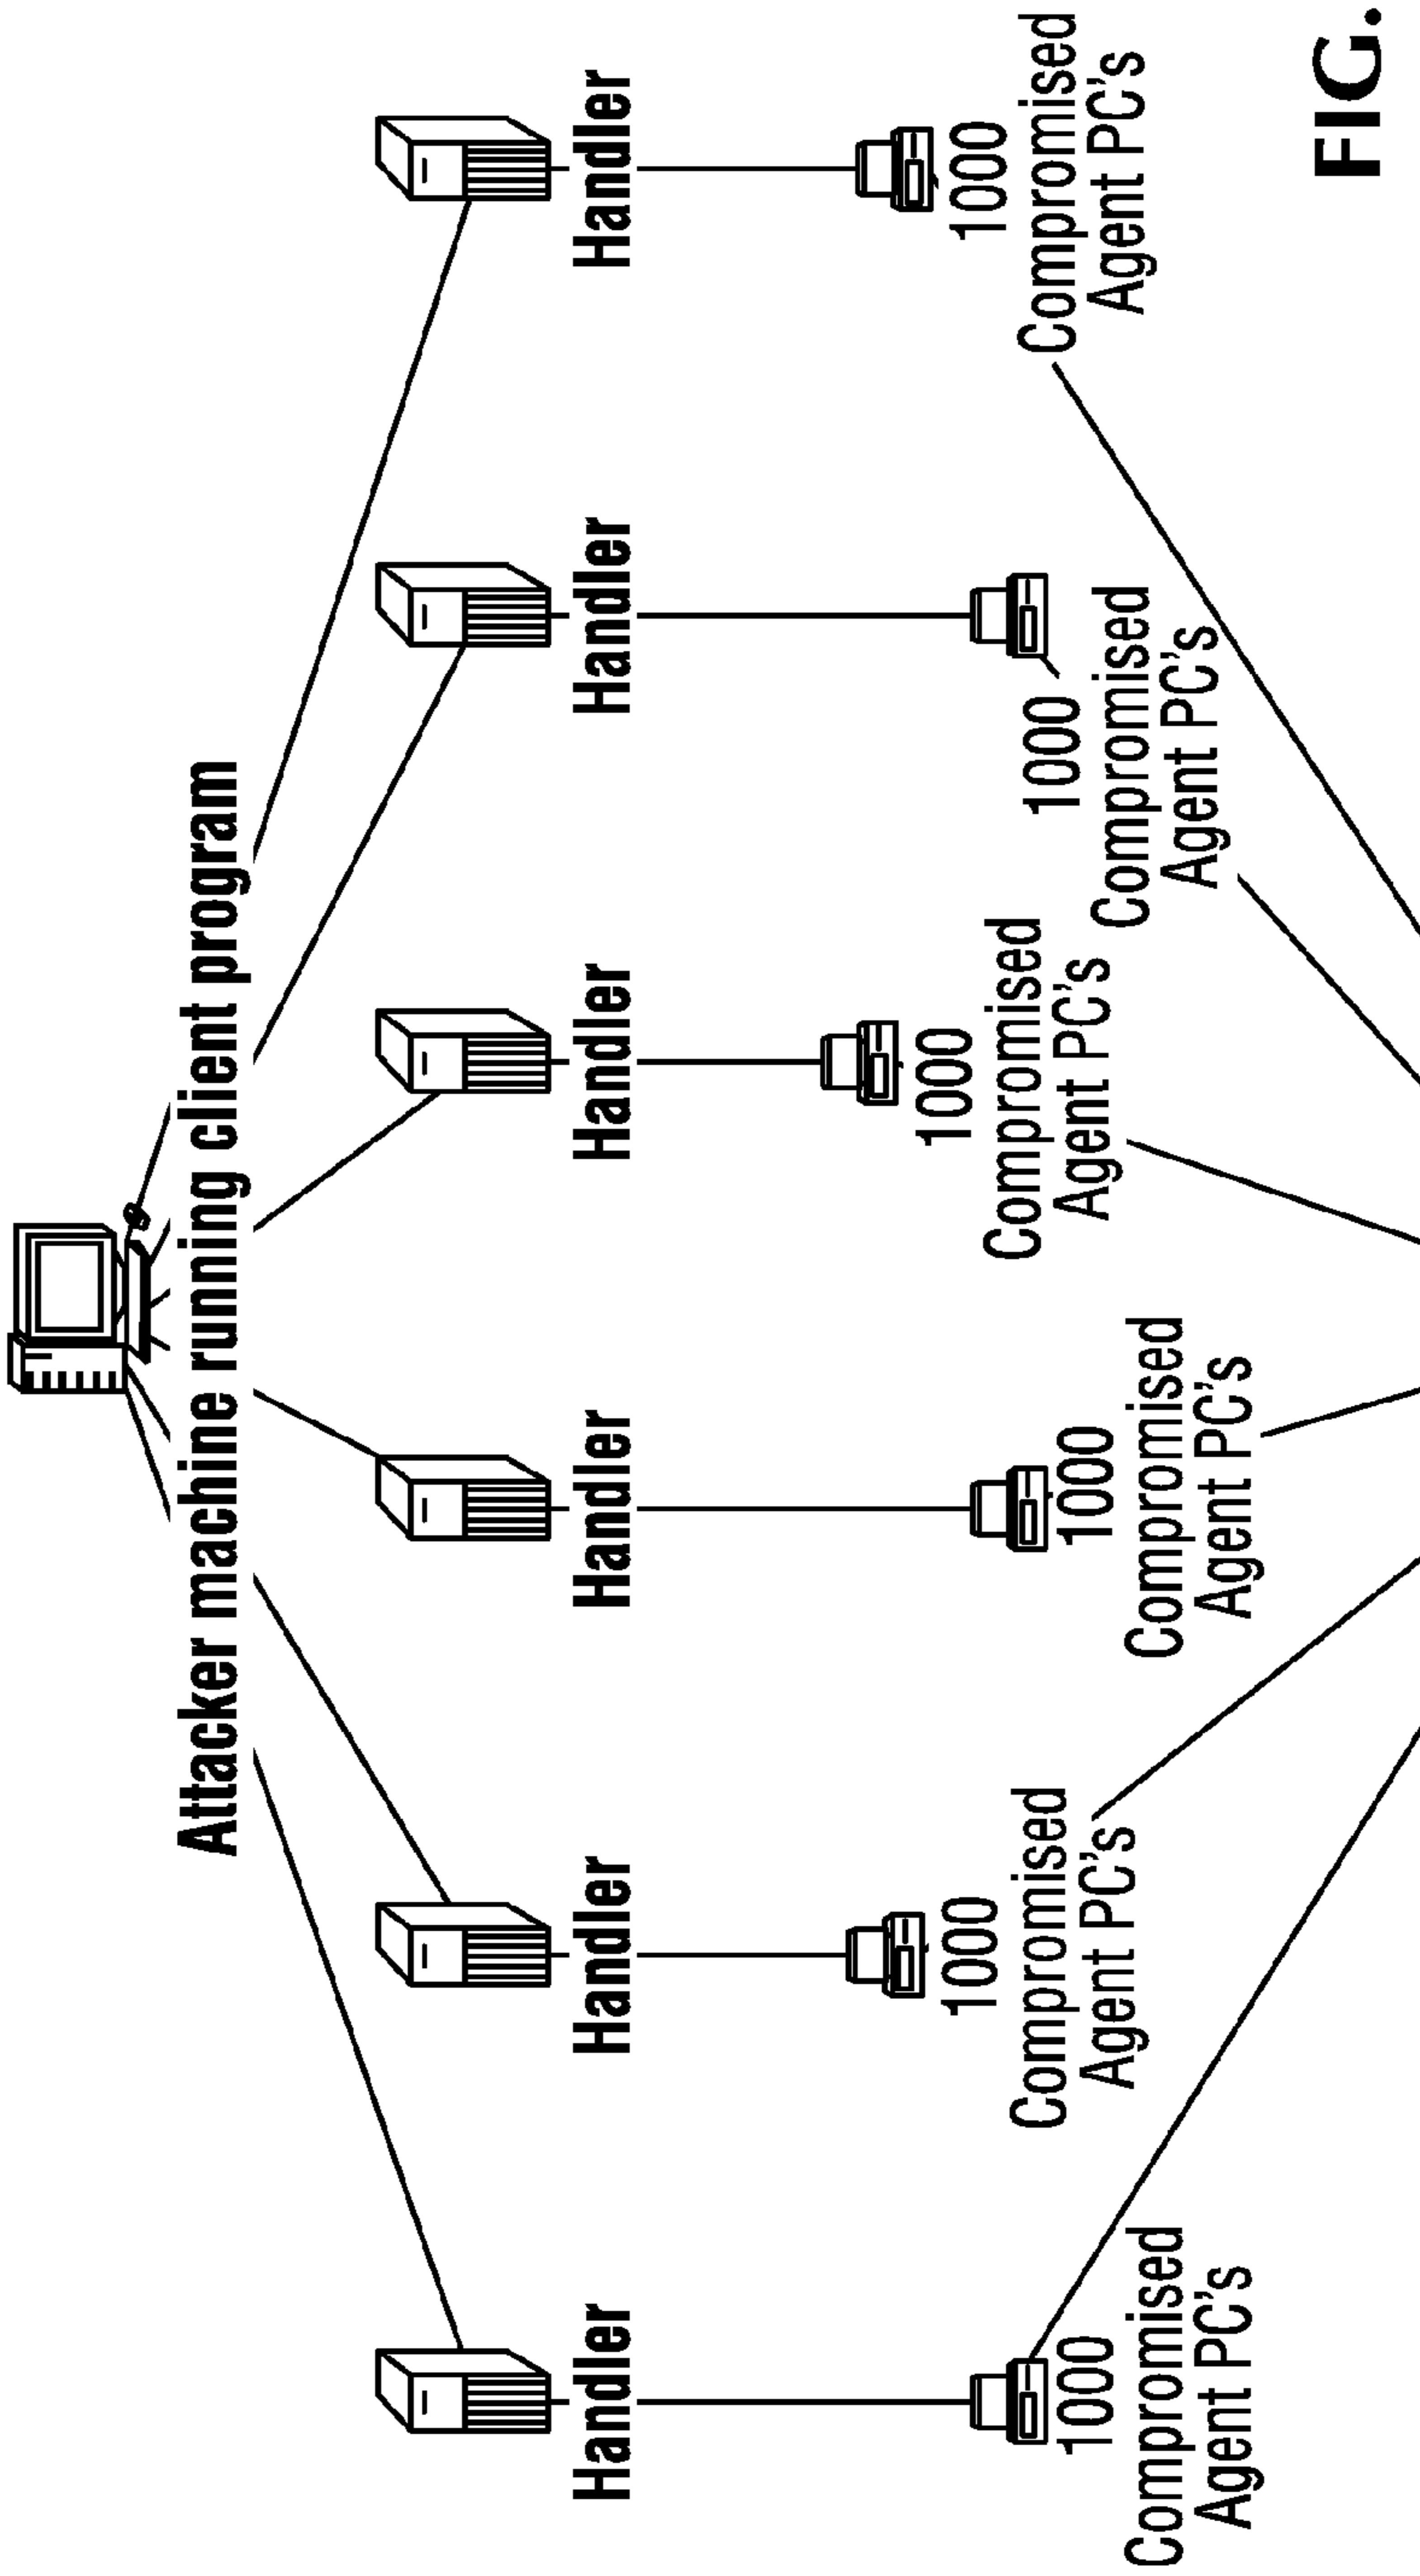 Attacker machine running client program
Handler
Handler
Handler
Handler
Handler
Handler
1000
Compromised
Agent PC's
1000
Compromised
Agent PC's
1000
Compromised
Agent PC's
1000
Compromised
Agent PC's
1000
Compromised
Agent PC's
1000
Compromised
Agent PC's
FIG.